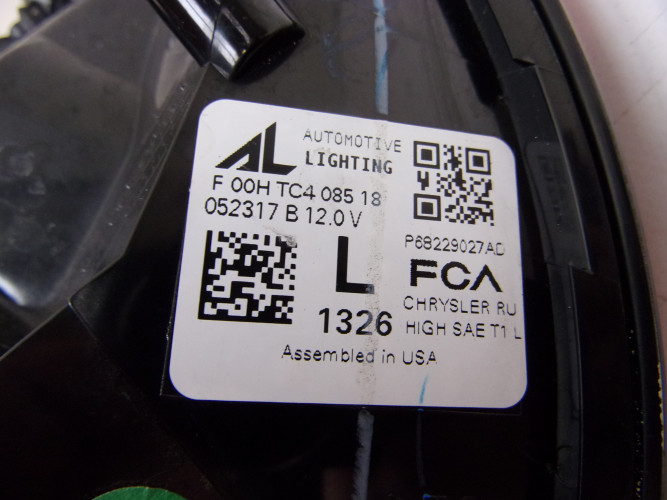 AL AUTOMOTIVE
LIGHTING
F 00H TC4 085 18
052317 B 12.0 V
P68229027AD
L
FCA
CHRYSLER RU
1326
HIGH SAE T1 L
Assembled in USA